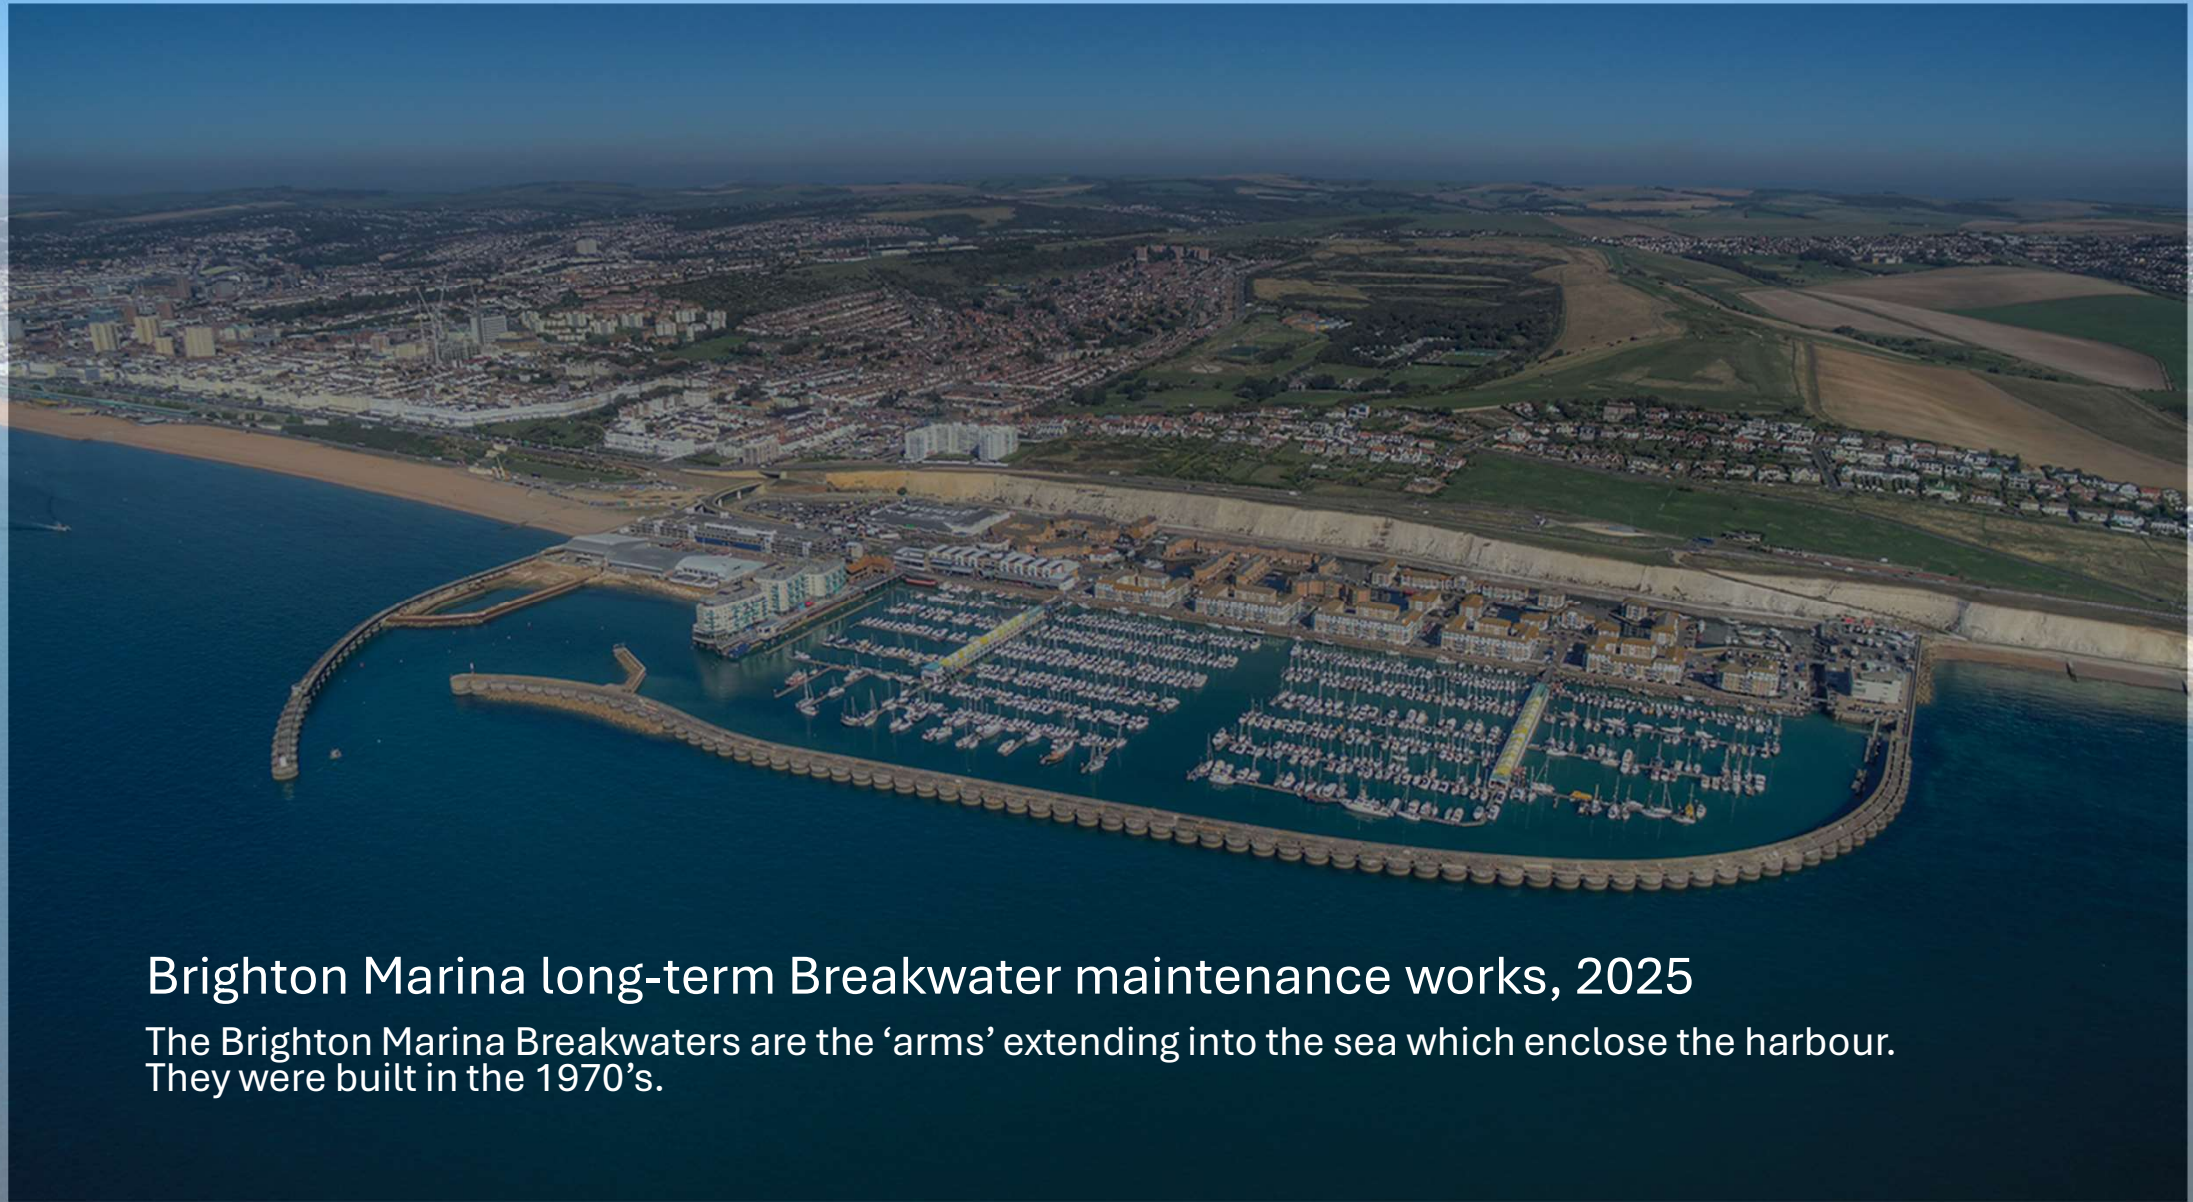 Brighton Marina long-term Breakwater maintenance works, 2025
The Brighton Marina Breakwaters are the ‘arms’ extending into the sea which enclose the harbour.
They were built in the 1970’s.